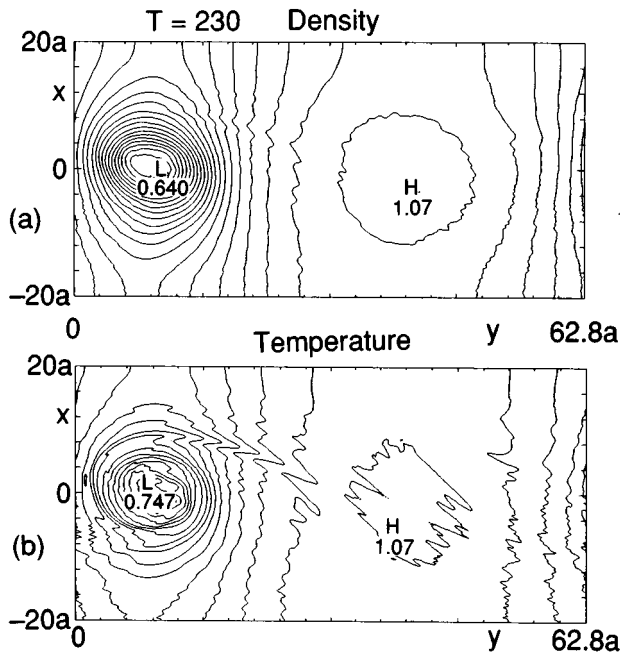 T = 230 Density
20a
x
0
L
0.640
H
1.07
(a)
−20a
0
y
62.8a
Temperature
20a
x
0
L
0.747
H
1.07
(b)
−20a
0
y
62.8a